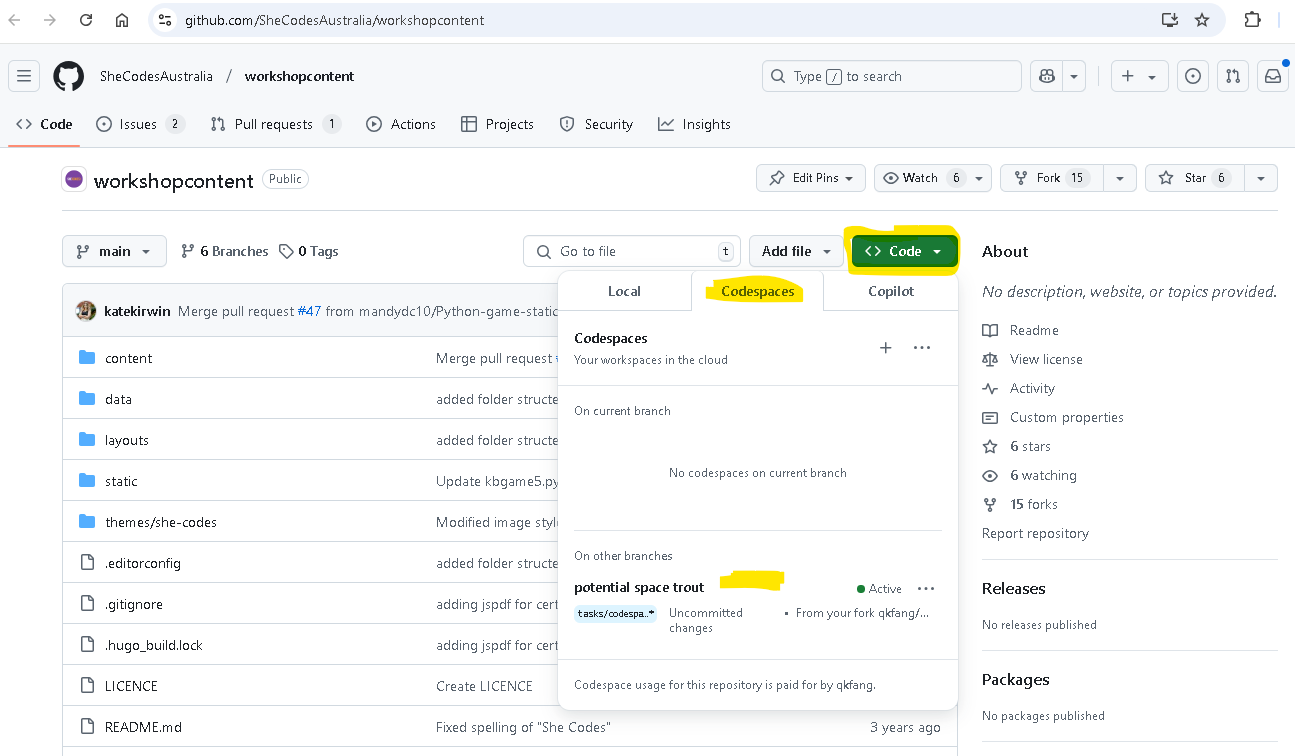 github.com/SheCodesAustralia/workshopcontent
SheCodesAustralia / workshopcontent
Type / to search
Code Issues 2 Pull requests 1 Actions Projects Security Insights
workshopcontent Public
Edit Pins Watch 6 Fork 15 Star 6
main 6 Branches 0 Tags Go to file t Add file Code
About
No description, website, or topics provided.
Local Codespaces Copilot
katekirwin Merge pull request #47 from mandydc10/Python-game-static
Codespaces
Your workspaces in the cloud
Readme
content Merge pull request
View license
data added folder structe
Activity
On current branch
Custom properties
layouts added folder structe
6 stars
No codespaces on current branch
6 watching
static Update kbgame5.py
15 forks
themes/she-codes Modified image styl
Report repository
On other branches
.editorconfig added folder structe
potential space trout Active
Releases
.gitignore adding jspdf for cert
tasks/codespa…* Uncommitted changes • From your fork qkfang/...
No releases published
.hugo_build.lock adding jspdf for cert
Packages
LICENCE Create LICENCE
Codespace usage for this repository is paid for by qkfang.
No packages published
README.md Fixed spelling of "She Codes" 3 years ago